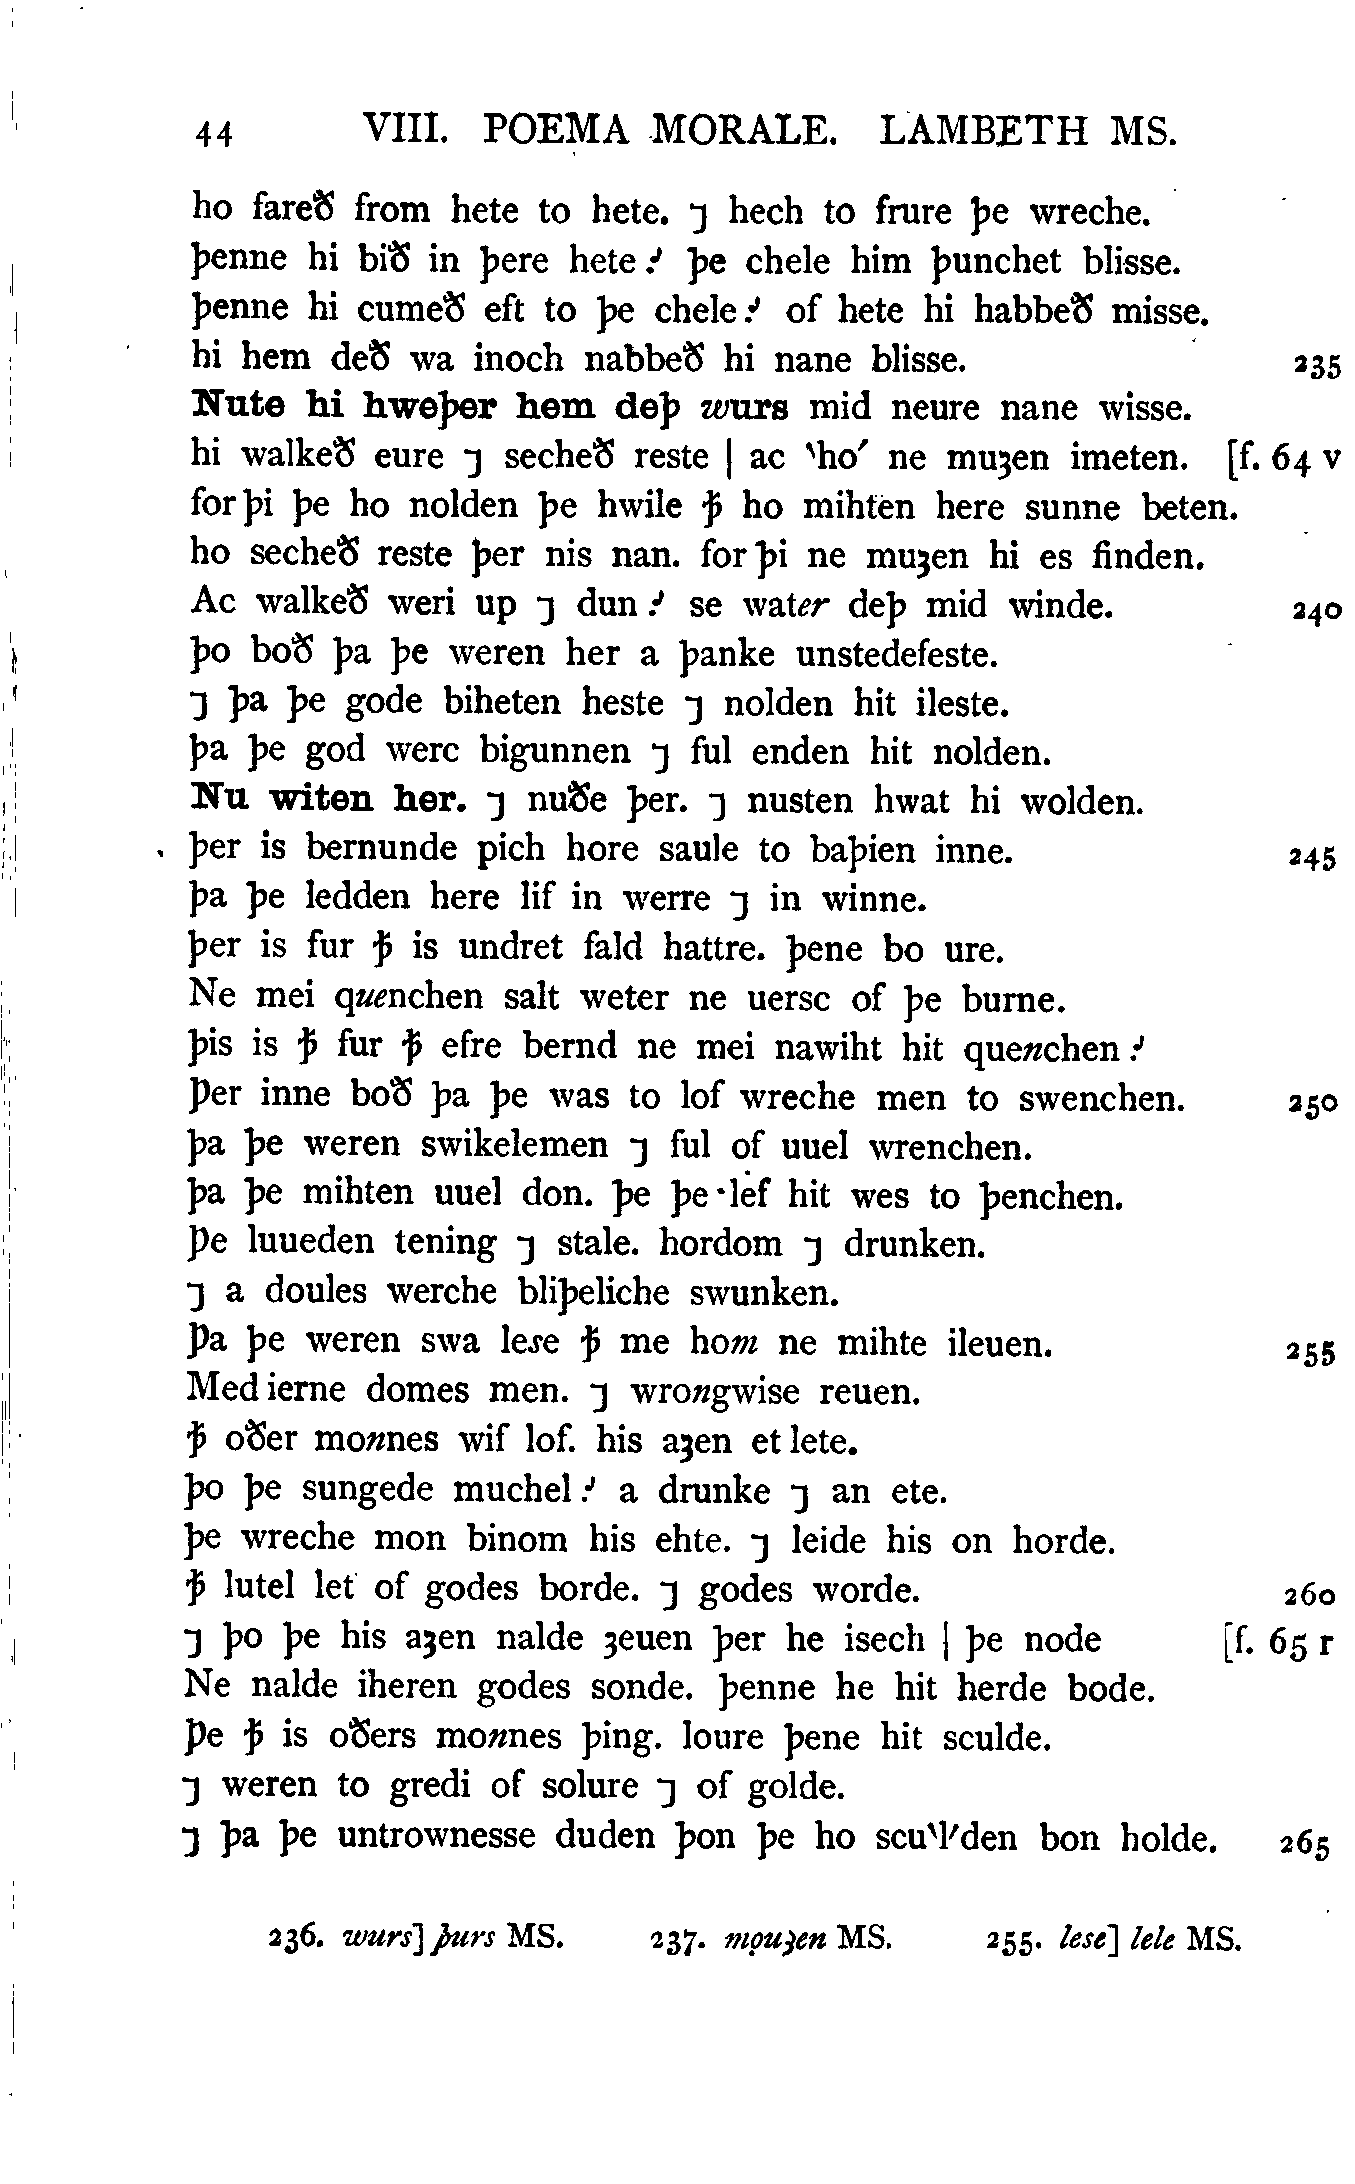 44 VIII. POEMA MORALE. LAMBETH MS.
ho fareð from hete to hete. ⁊ hech to frure þe wreche.
þenne hi bið in þere hete؛ þe chele him þunchet blisse.
þenne hi cumeð eft to þe chele؛ of hete hi habbeð misse.
hi hem deð wa inoch nabbeð hi nane blisse. 235
Nute hi hweþer hem deþ wurs mid neure nane wisse.
hi walkeð eure ⁊ secheð reste | ac ‵ho′ ne muȝen imeten. [f. 64 v
forþi þe ho nolden þe hwile ꝥ ho mihten here sunne beten.
ho secheð reste þer nis nan. forþi ne muȝen hi es finden.
Ac walkeð weri up ⁊ dun؛ se water deþ mid winde. 240
þo boð þa þe weren her a þanke unstedefeste.
⁊ þa þe gode biheten heste ⁊ nolden hit ileste.
þa þe god werc bigunnen ⁊ ful enden hit nolden.
Nu witen her. ⁊ nuðe þer. ⁊ nusten hwat hi wolden.
þer is bernunde pich hore saule to baþien inne. 245
þa þe ledden here lif in werre ⁊ in winne.
þer is fur ꝥ is undret fald hattre. þene bo ure.
Ne mei quenchen salt weter ne uersc of þe burne.
þis is ꝥ fur ꝥ efre bernd ne mei nawiht hit quenchen؛
Þer inne boð þa þe was to lof wreche men to swenchen. 250
þa þe weren swikelemen ⁊ ful of uuel wrenchen.
þa þe mihten uuel don. þe þe·lef hit wes to þenchen.
Þe luueden tening ⁊ stale. hordom ⁊ drunken.
⁊ a doules werche bliþeliche swunken.
Þa þe weren swa lese ꝥ me hom ne mihte ileuen. 255
Med ierne domes men. ⁊ wrongwise reuen.
ꝥ oðer monnes wif lof. his aȝen et lete.
þo þe sungede muchel؛ a drunke ⁊ an ete.
þe wreche mon binom his ehte. ⁊ leide his on horde.
ꝥ lutel let of godes borde. ⁊ godes worde. 260
⁊ þo þe his aȝen nalde ȝeuen þer he isech | þe node [f. 65 r
Ne nalde iheren godes sonde. þenne he hit herde bode.
Þe ꝥ is oðers monnes þing. loure þene hit sculde.
⁊ weren to gredi of solure ⁊ of golde.
⁊ þa þe untrownesse duden þon þe ho scu‵l′den bon holde. 265
236. wurs] þurs MS. 237. mọuȝen MS. 255. lese] lele MS.